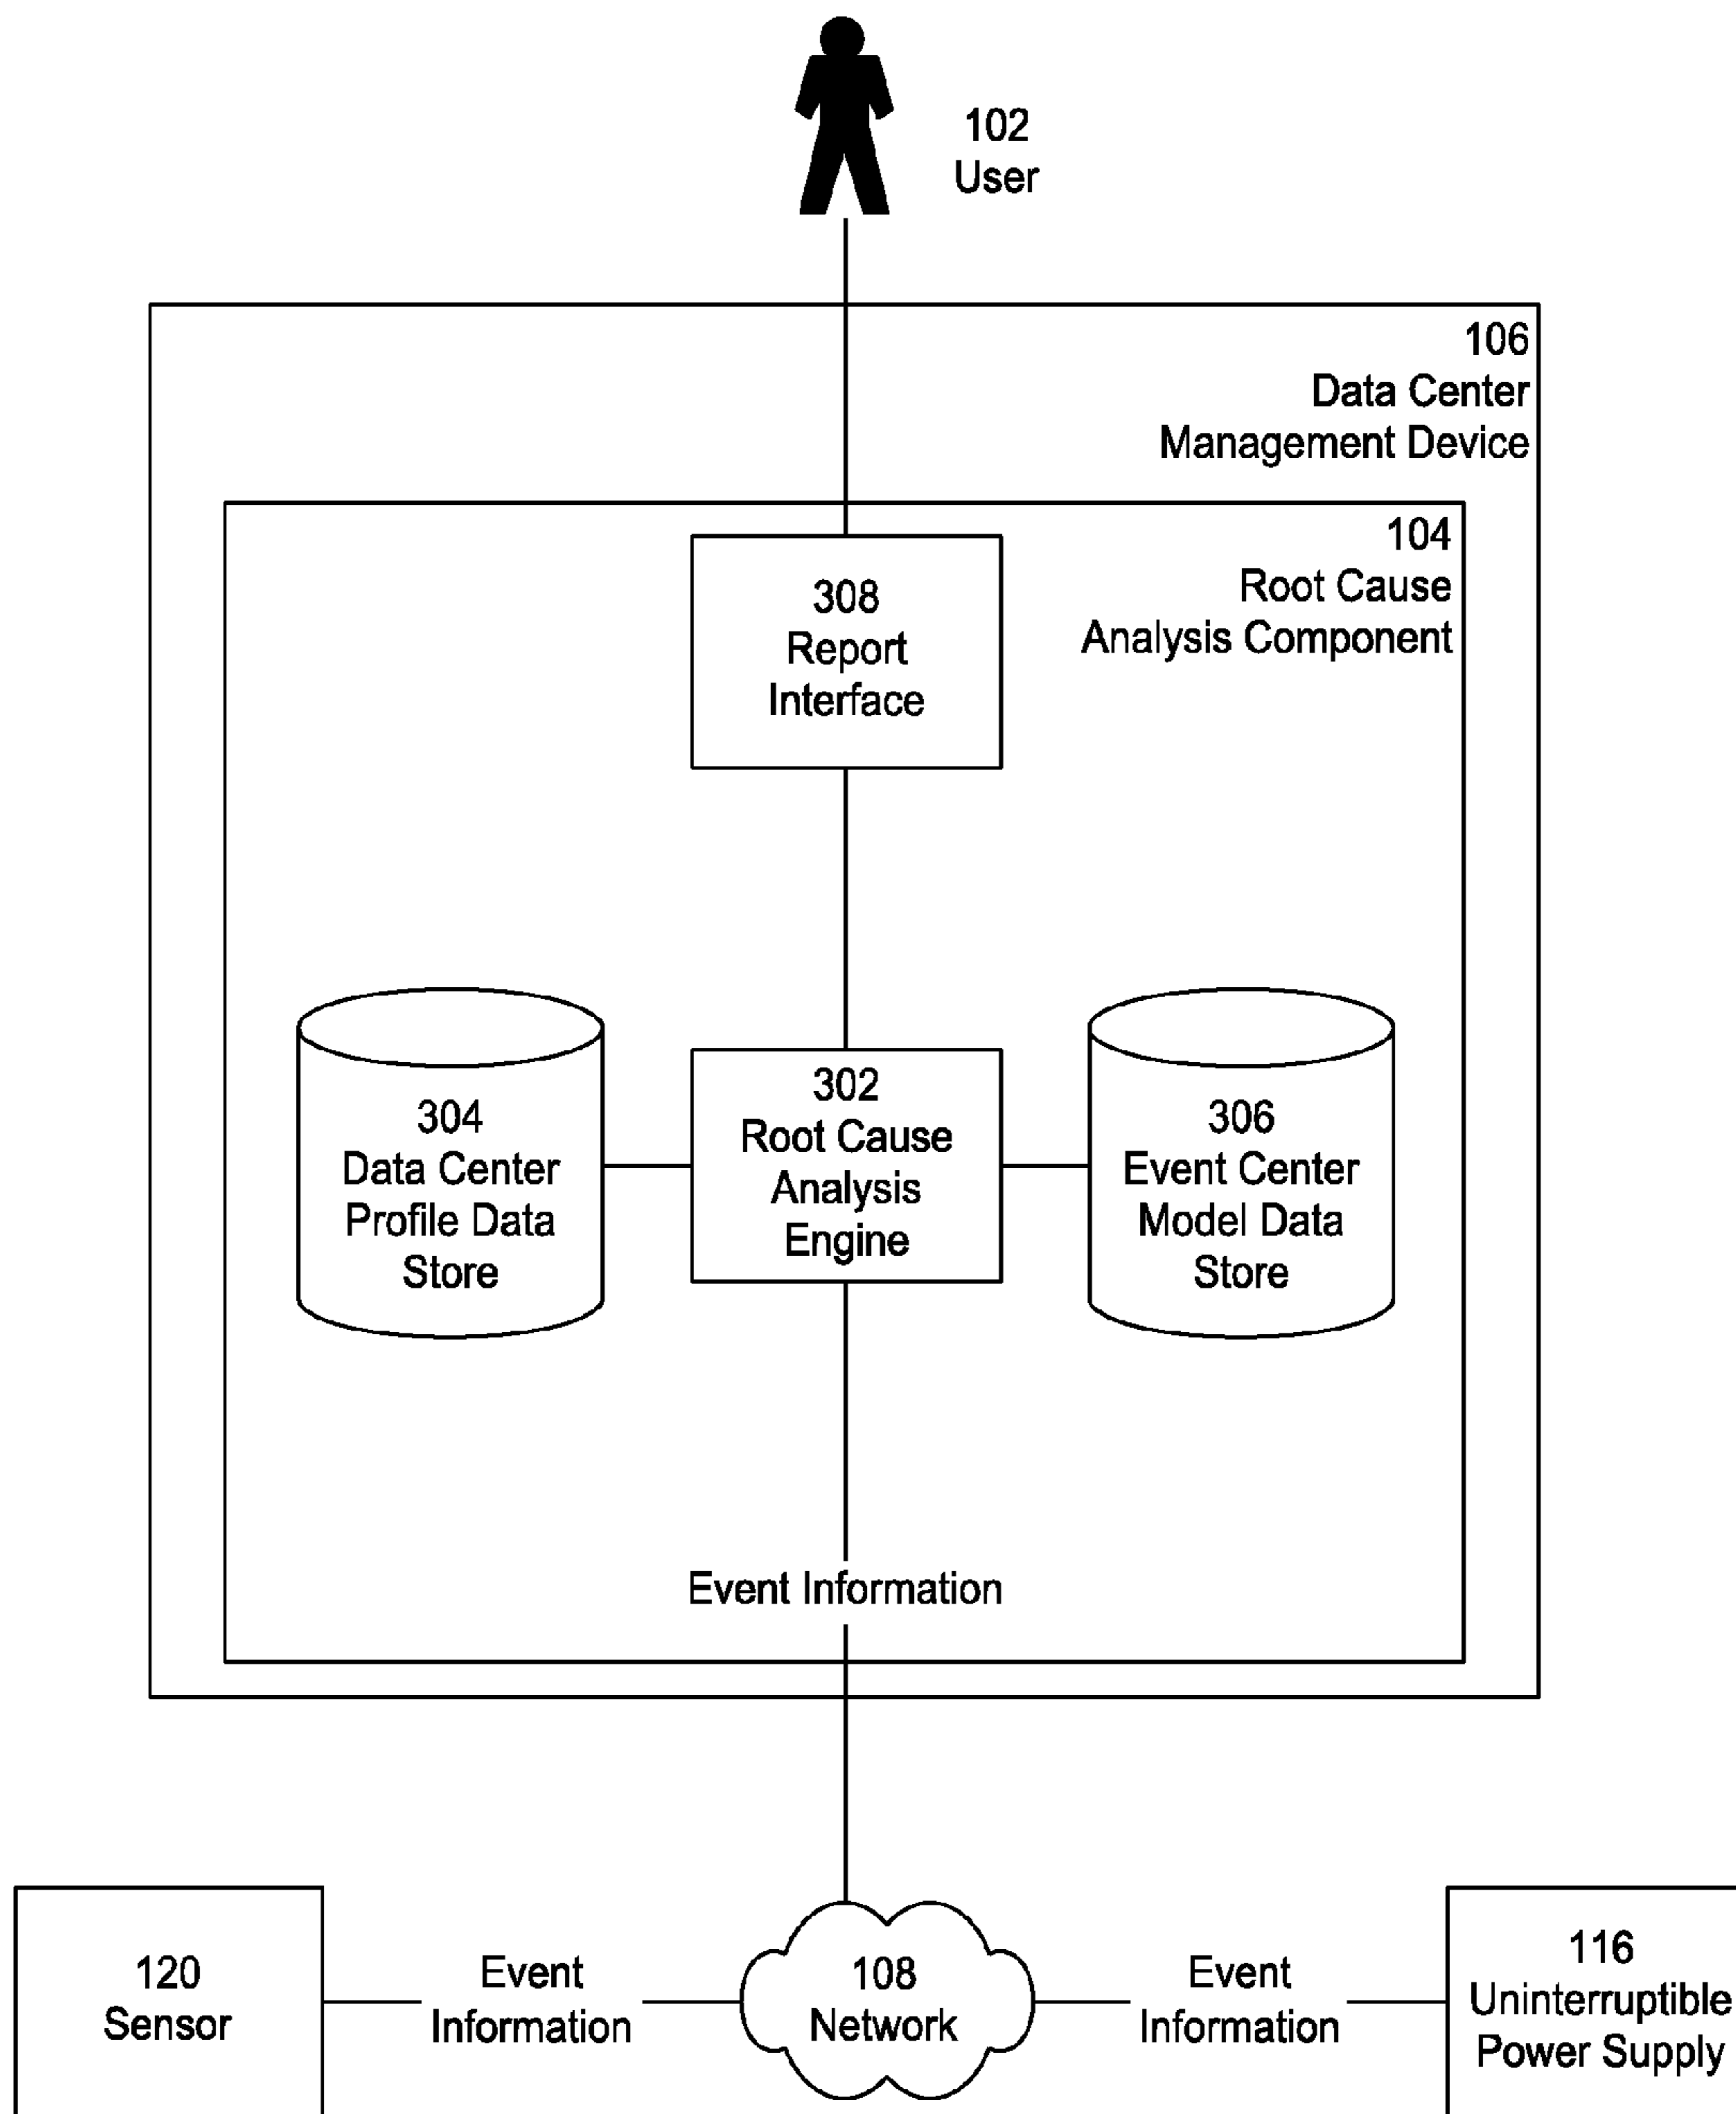 102
User
106
Data Center
Management Device
104
Root Cause
Analysis Component
308
Report
Interface
304
Data Center
Profile Data
Store
302
Root Cause
Analysis
Engine
306
Event Center
Model Data
Store
Event Information
120
Sensor
Event
Information
108
Network
Event
Information
116
Uninterruptible
Power Supply